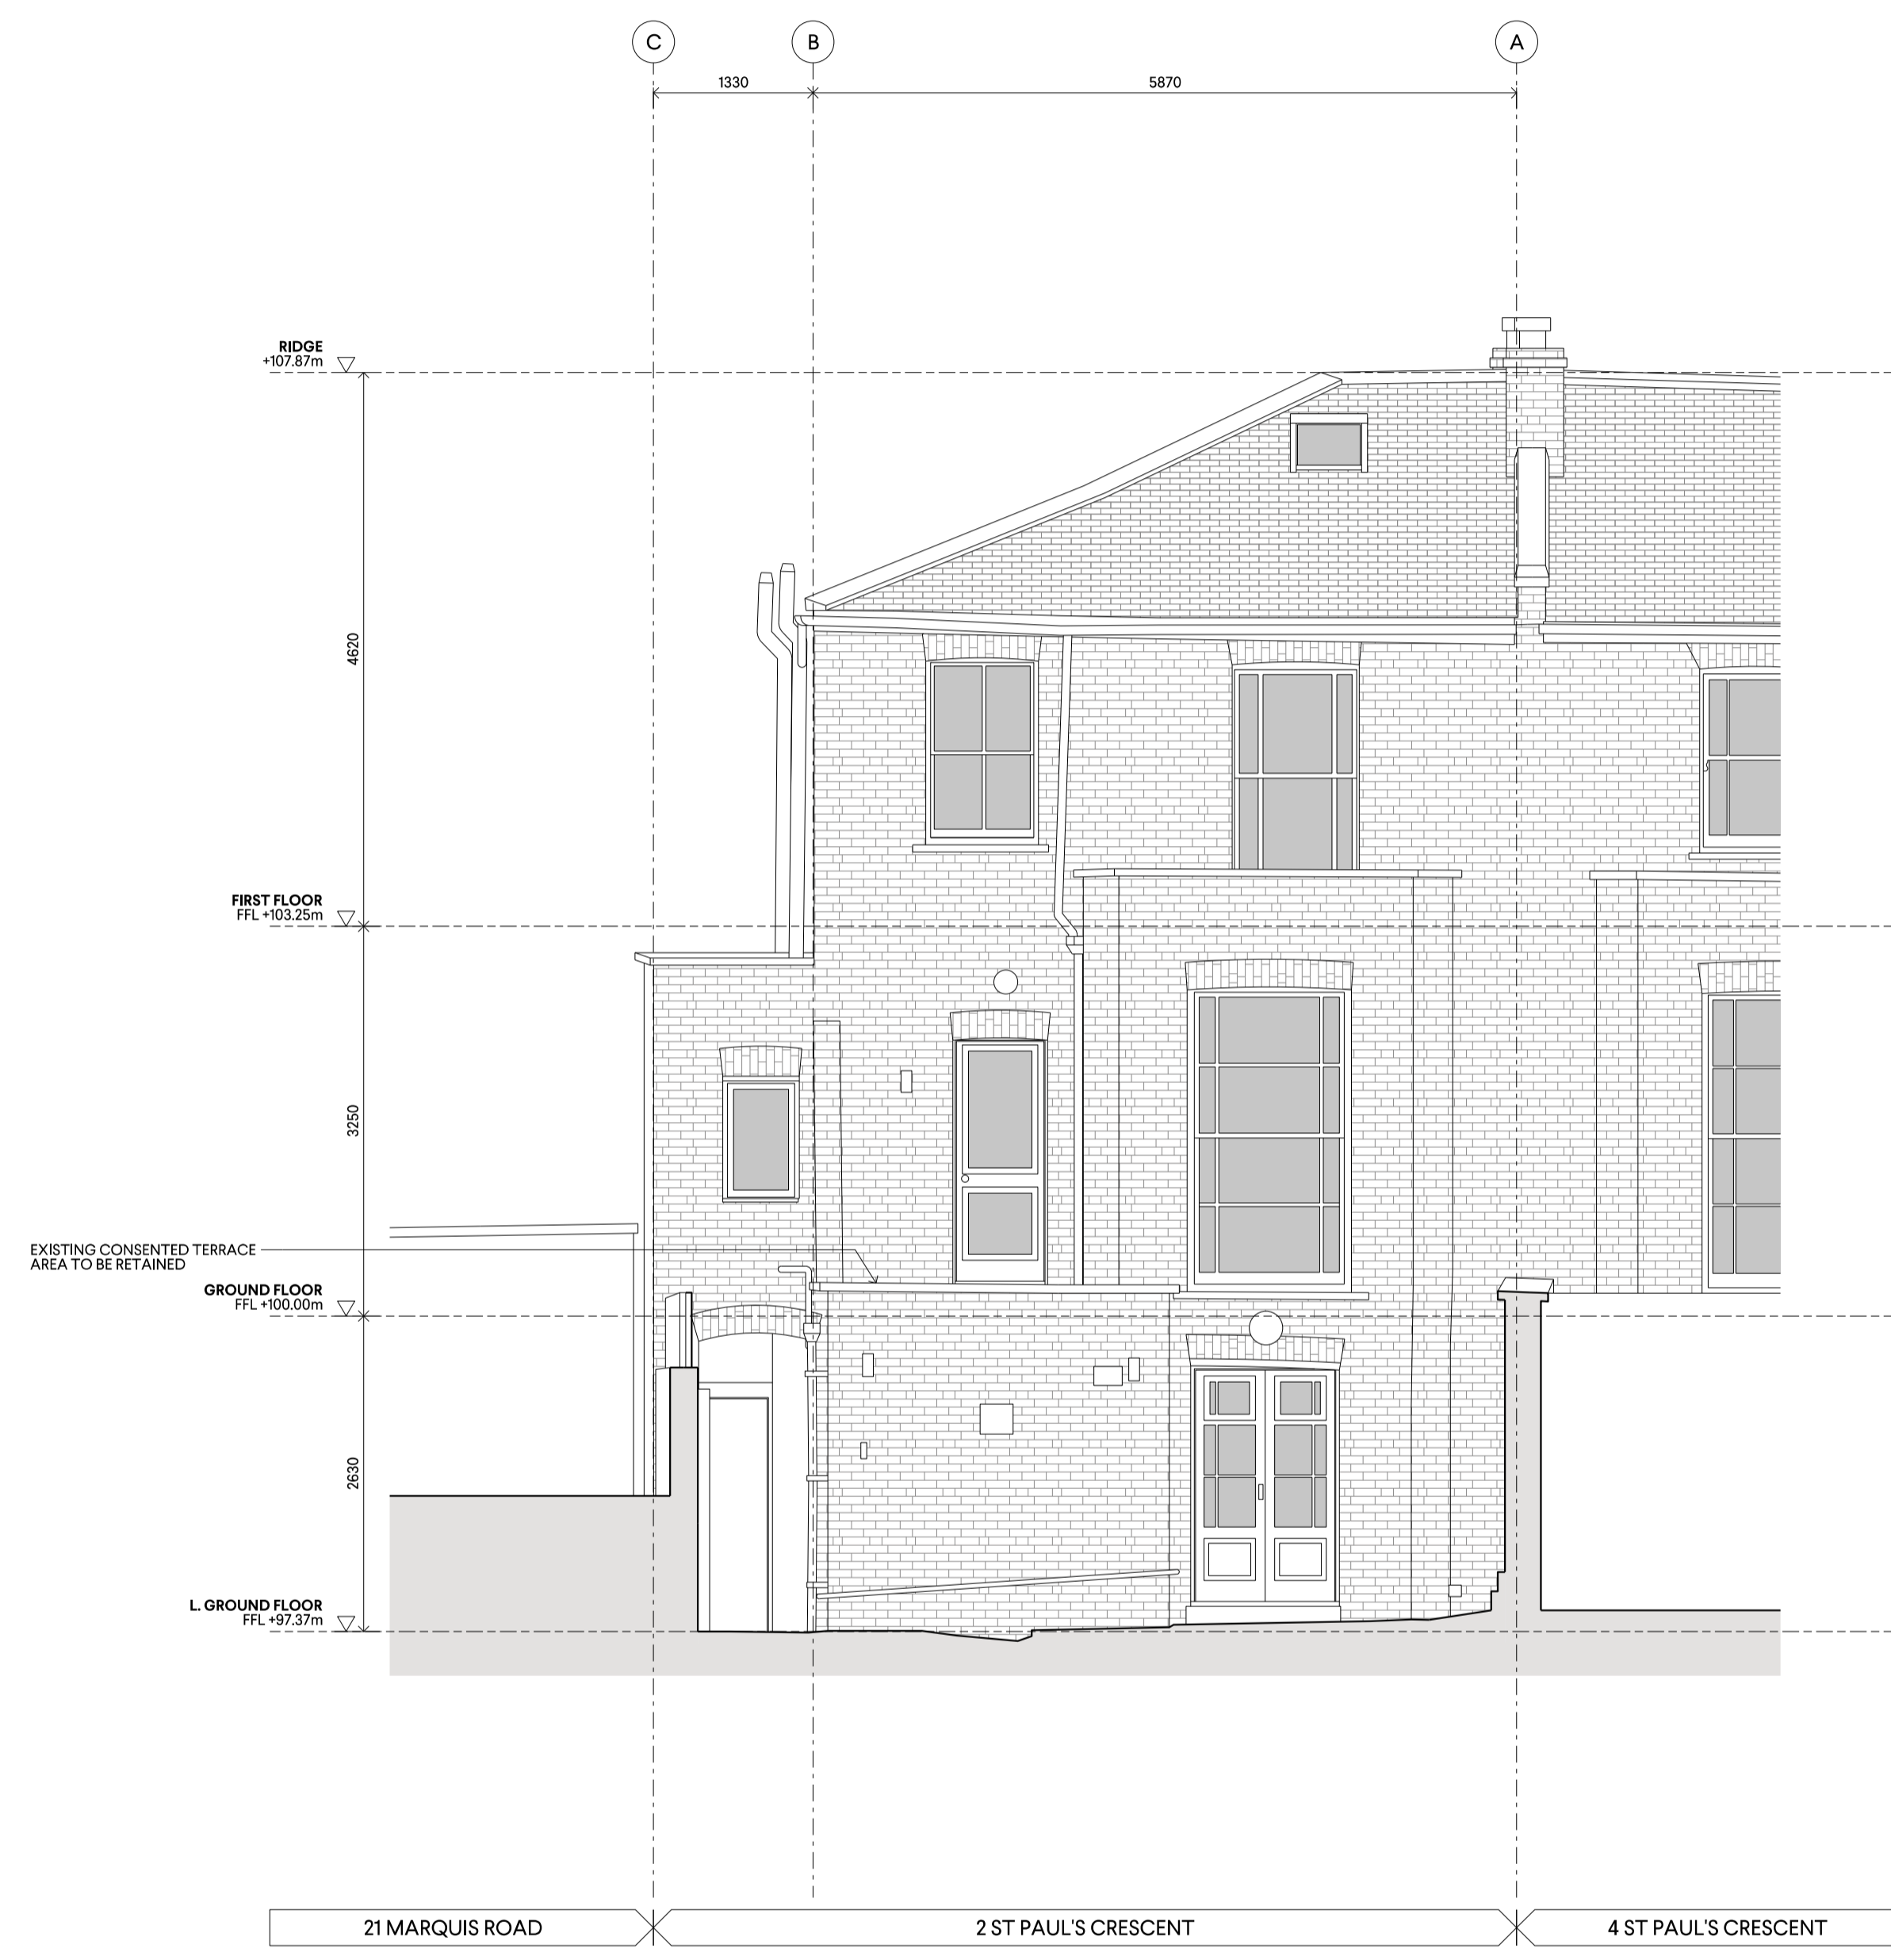 C
B
A
1330
5870
RIDGE
+107.87m
4620
FIRST FLOOR
FFL +103.25m
3250
EXISTING CONSENTED TERRACE
AREA TO BE RETAINED
GROUND FLOOR
FFL +100.00m
2630
L. GROUND FLOOR
FFL +97.37m
21 MARQUIS ROAD
2 ST PAUL'S CRESCENT
4 ST PAUL'S CRESCENT